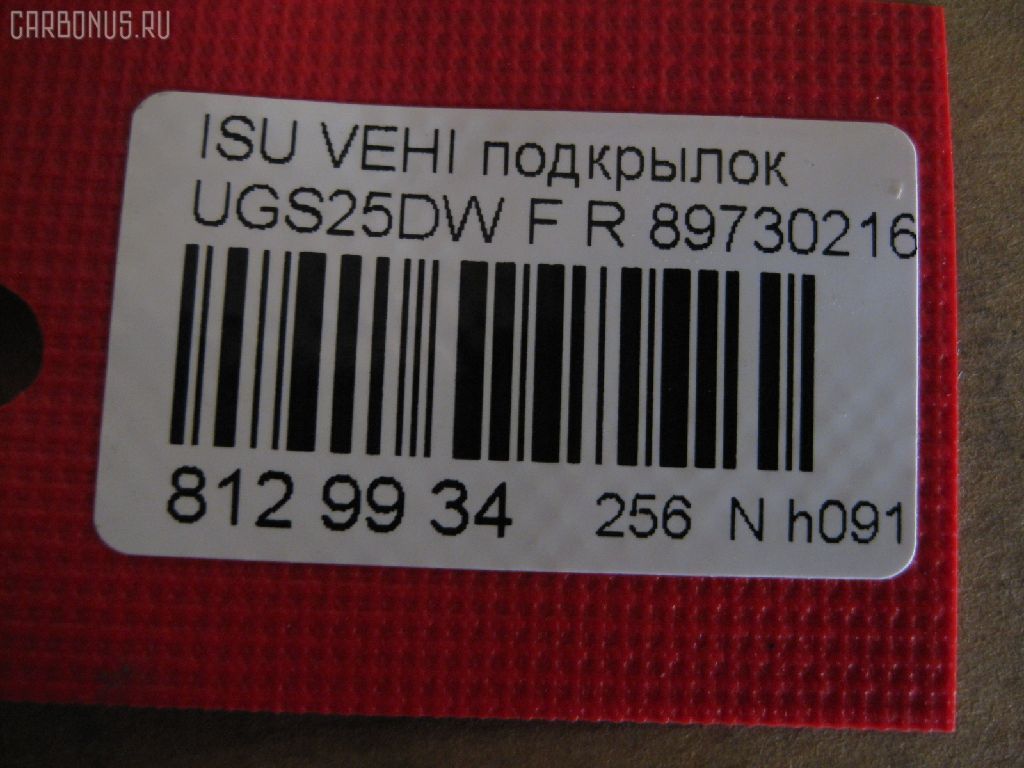 CARBONUS.RU
ISU VEHI подкрылок
UGS25DW F R 89730216
812 99 34 256 N h091